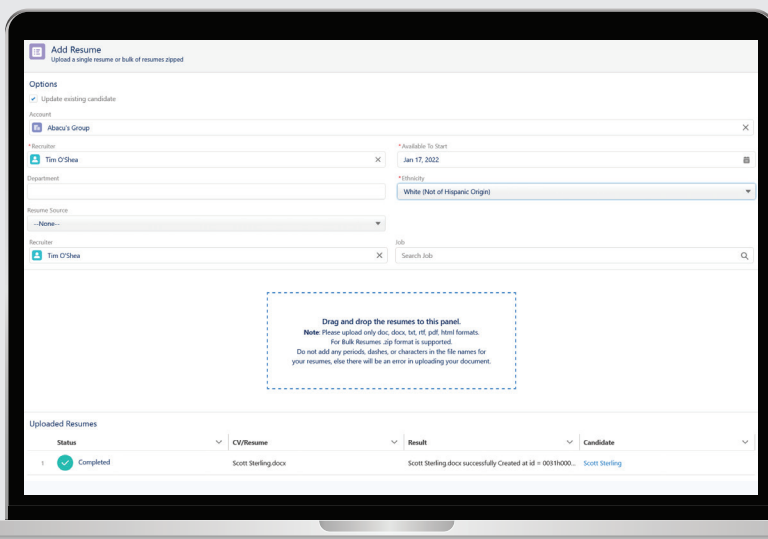 Add Resume
Upload a single resume or bulk of resumes zipped
Options
Update existing candidate
Account
Abacu's Group
*Recruiter
*Available To Start
Tim O'Shea
Jan 17, 2022
Department
*Ethnicity
White (Not of Hispanic Origin)
Resume Source
--None--
Recruiter
Job
Tim O'Shea
Search Job
Drag and drop the resumes to this panel.
Note: Please upload only doc, docx, txt, rtf, pdf, html formats.
For Bulk Resumes .zip format is supported.
Do not add any periods, dashes, or characters in the file names for
your resumes, else there will be an error in uploading your document.
Uploaded Resumes
Status CV/Resume Result Candidate
1 Completed Scott Sterling.docx Scott Sterling.docx successfully Created at id = 0031h000... Scott Sterling